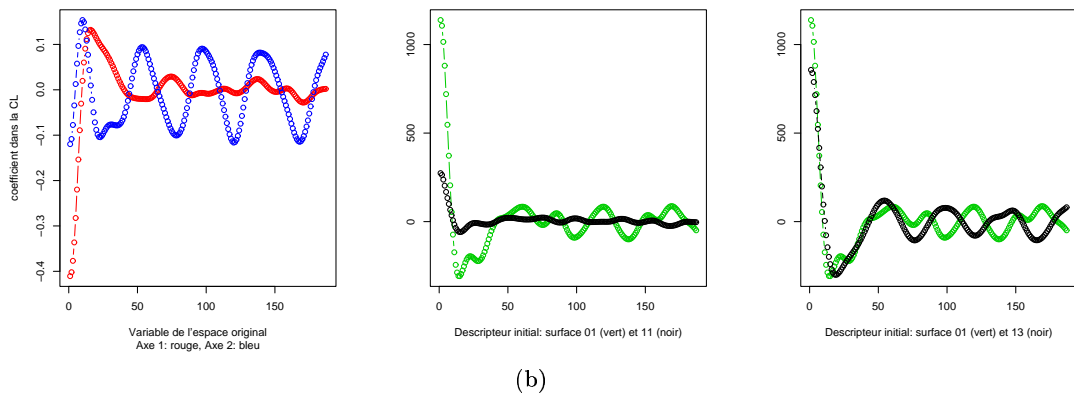 coefficient dans la CL
0.1
0.0
-0.1
-0.2
-0.3
-0.4
0 50 100 150
Variable de l'espace original
Axe 1: rouge, Axe 2: bleu
1000
500
0
0 50 100 150
Descripteur initial: surface 01 (vert) et 11 (noir)
1000
500
0
0 50 100 150
Descripteur initial: surface 01 (vert) et 13 (noir)
(b)